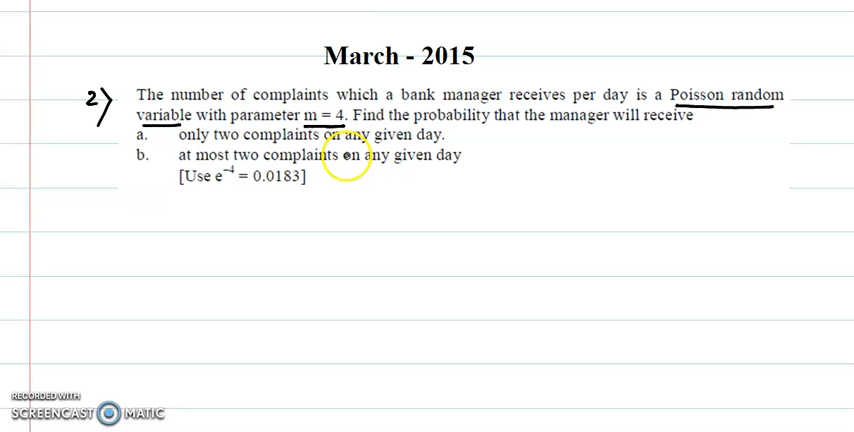 March - 2015
2) The number of complaints which a bank manager receives per day is a Poisson random
variable with parameter m = 4. Find the probability that the manager will receive
a. only two complaints on any given day.
b. at most two complaints on any given day
[Use e⁻⁴ = 0.0183]
RECORDED WITH
SCREENCAST MATIC